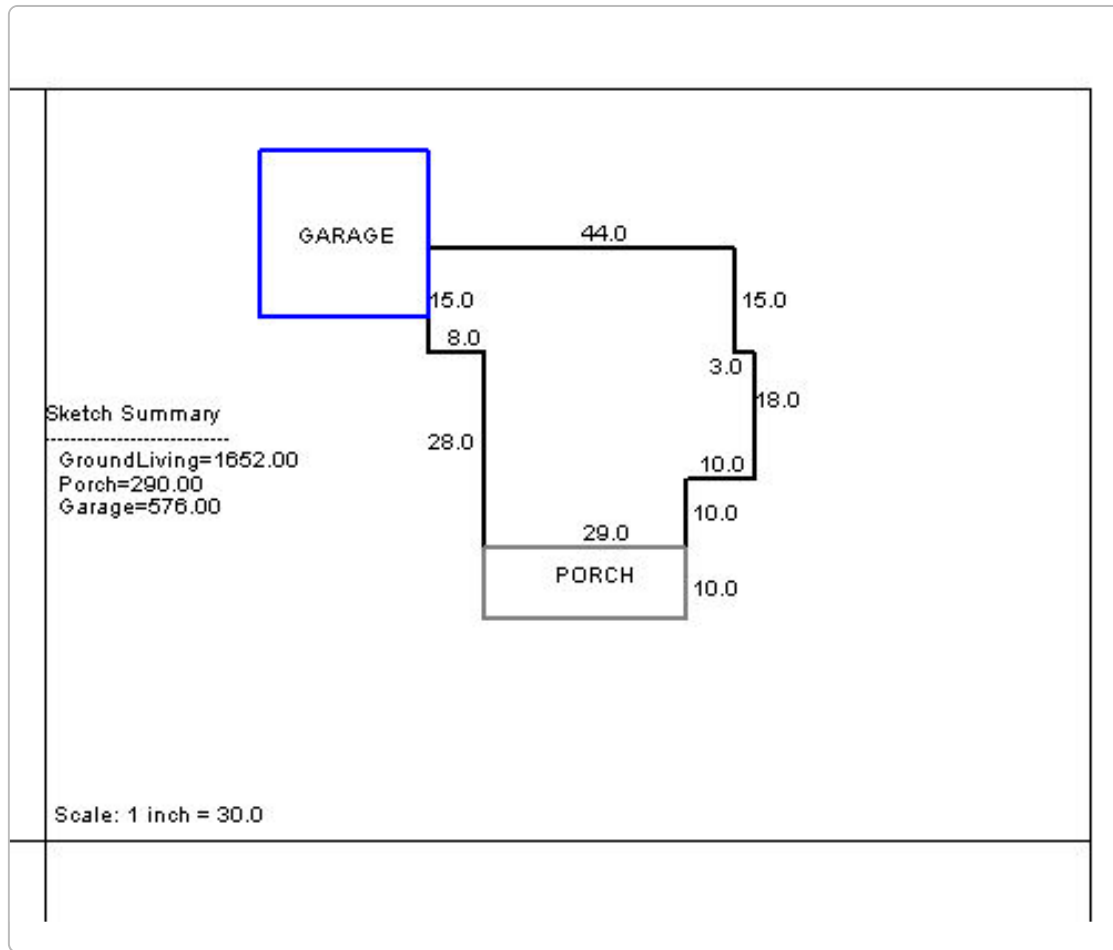 GARAGE
44.0
15.0
15.0
8.0
3.0
18.0
Sketch Summary
-------------------------
28.0
GroundLiving=1652.00
10.0
Porch=290.00
Garage=576.00
10.0
29.0
PORCH
10.0
Scale: 1 inch = 30.0